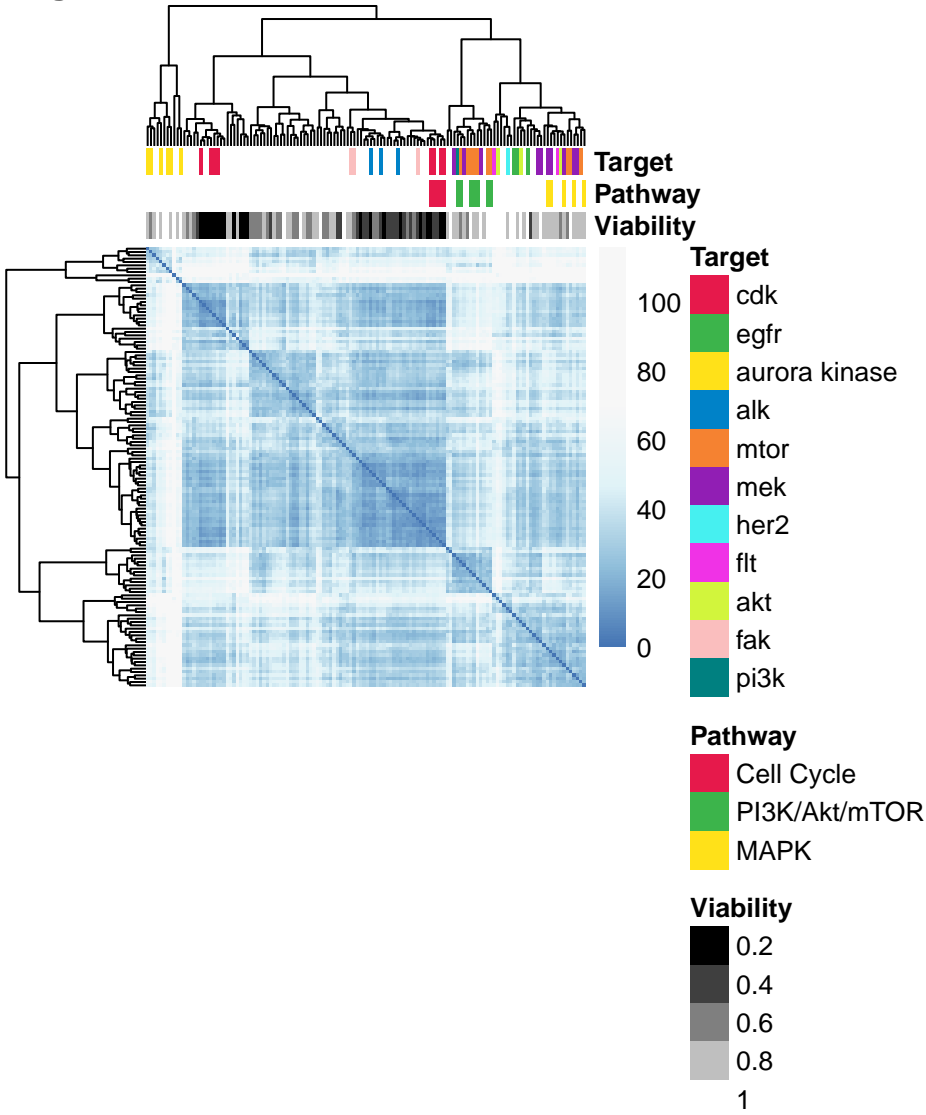 Target
Pathway
Viability
Target
cdk
egfr
aurora kinase
alk
mtor
mek
her2
flt
akt
fak
pi3k
100
80
60
40
20
0
Pathway
Cell Cycle
PI3K/Akt/mTOR
MAPK
Viability
0.2
0.4
0.6
0.8
1